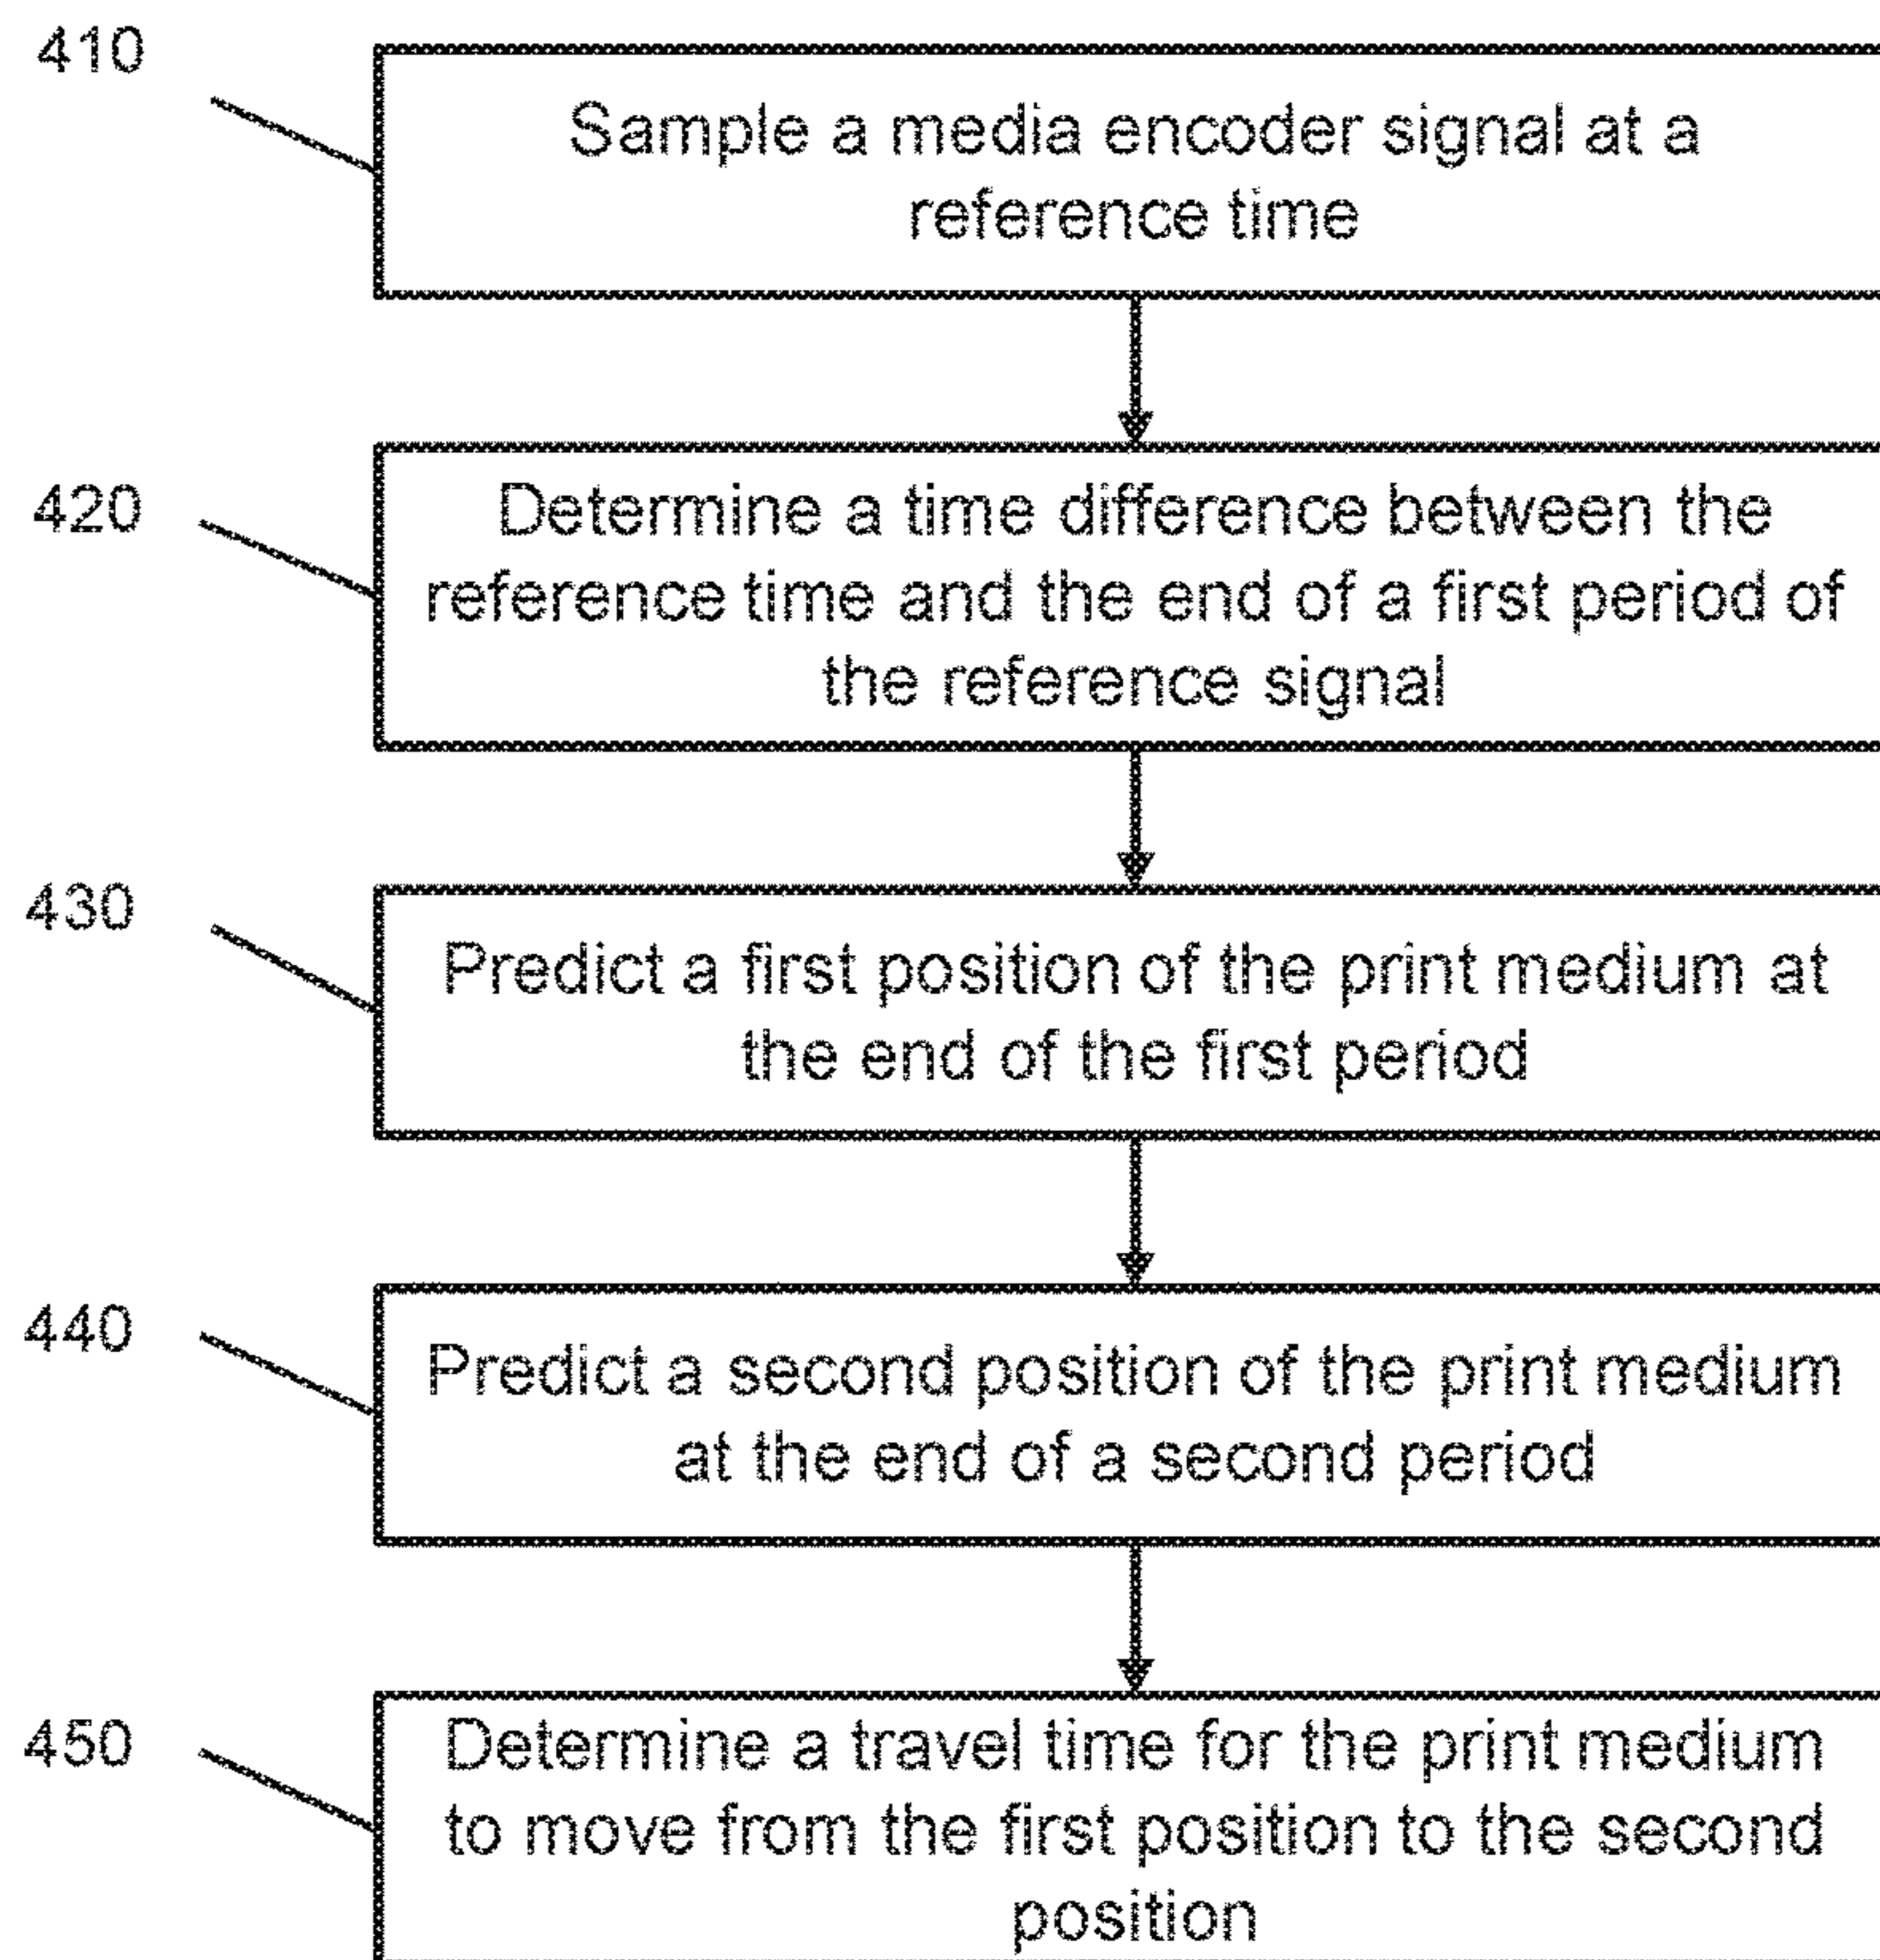 410
Sample a media encoder signal at a
reference time
420
Determine a time difference between the
reference time and the end of a first period of
the reference signal
430
Predict a first position of the print medium at
the end of the first period
440
Predict a second position of the print medium
at the end of a second period
450
Determine a travel time for the print medium
to move from the first position to the second
position